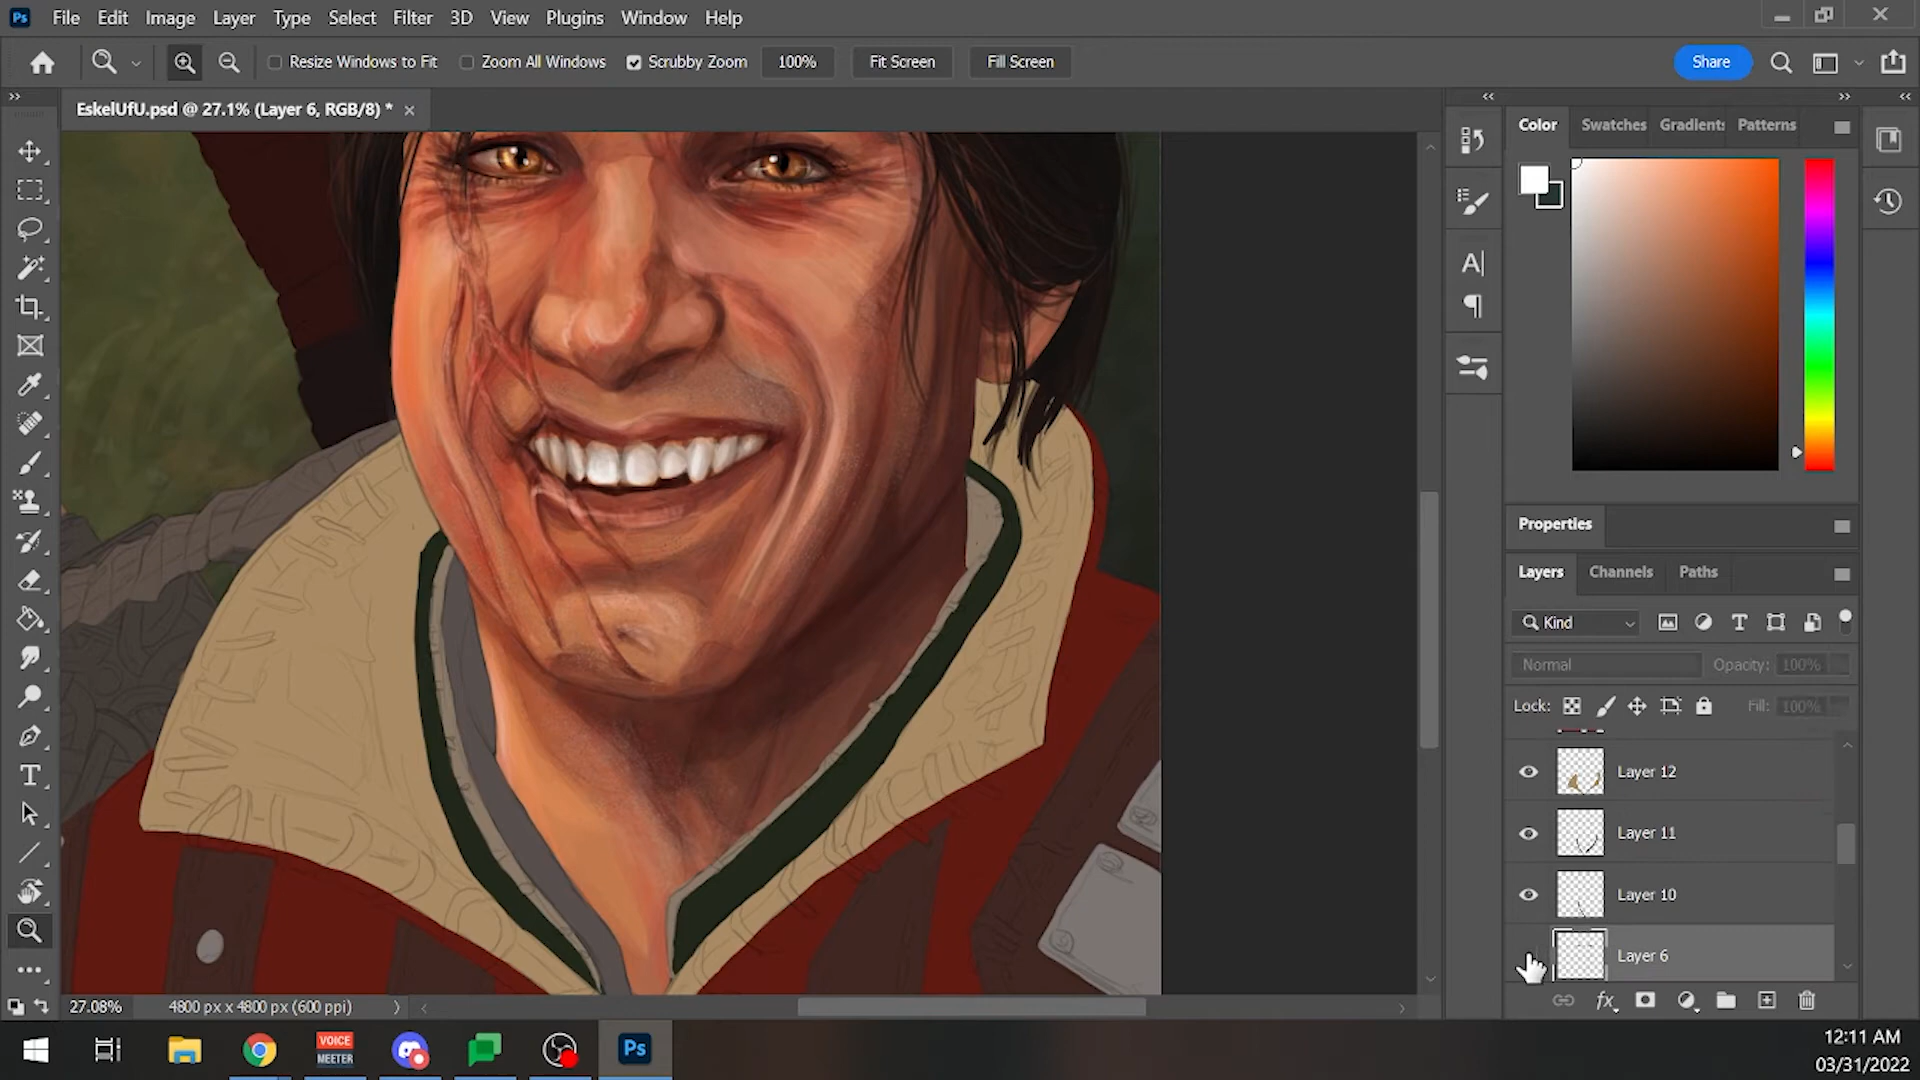 Ps File Edit Image Layer Type Select Filter 3D View Plugins Window Help
Resize Windows to Fit Zoom All Windows Scrubby Zoom 100% Fit Screen Fill Screen Share
EskelUfU.psd @ 27.1% (Layer 6, RGB/8) *
Color Swatches Gradients Patterns
Properties
Layers Channels Paths
Kind
Normal Opacity: 100%
Lock: Fill: 100%
Layer 12
Layer 11
Layer 10
Layer 6
fx
27.08% 4800 px x 4800 px (600 ppi)
VOICE
MEETER
Ps
12:11 AM
03/31/2022